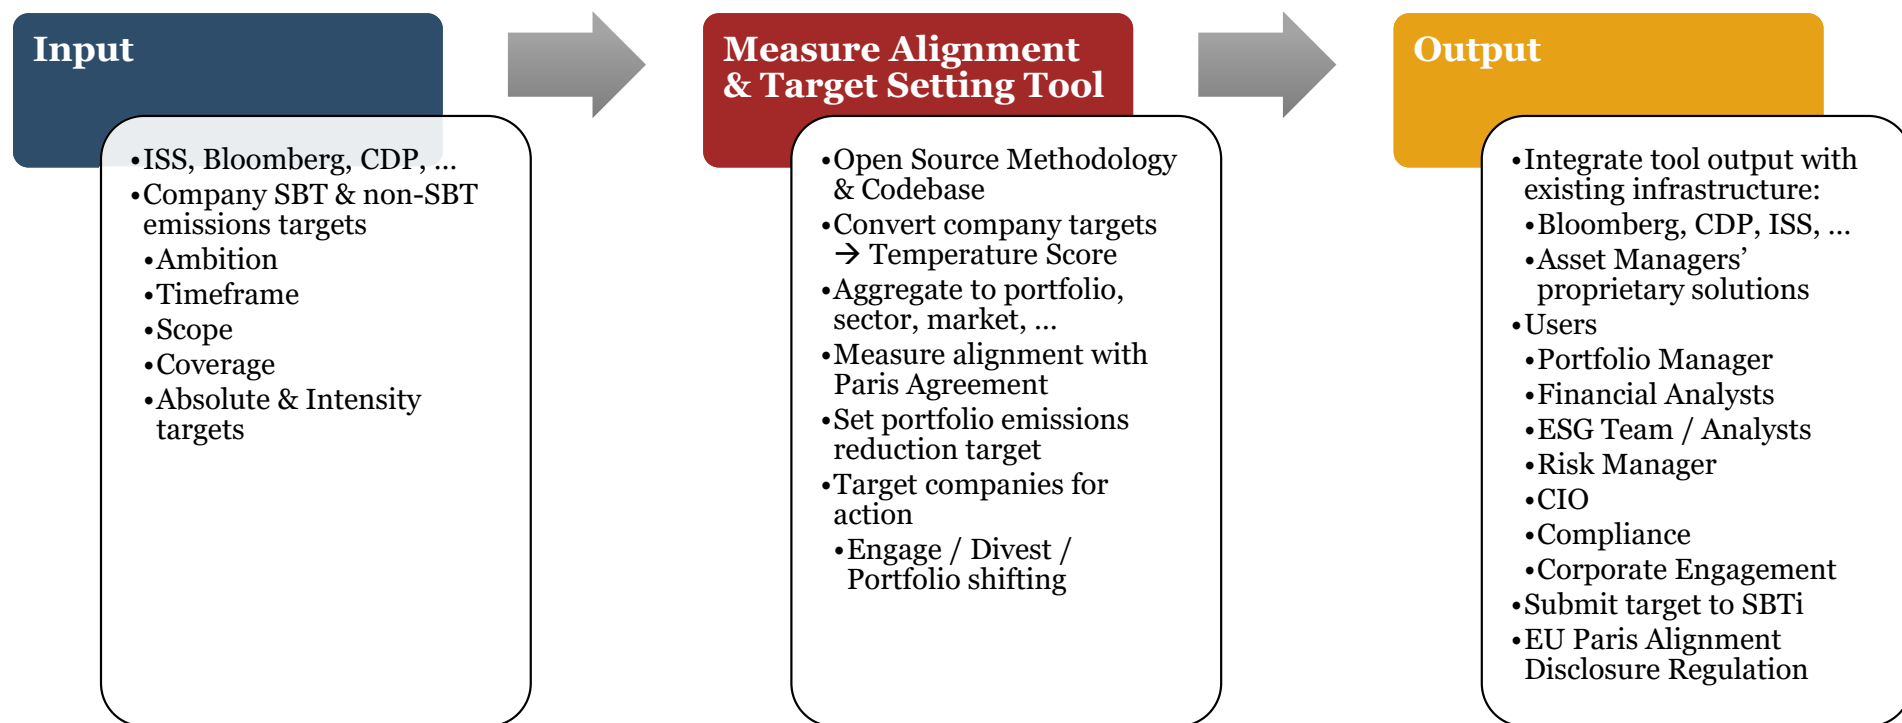 Input
•ISS, Bloomberg, CDP, ...
•Company SBT & non-SBT
emissions targets
•Ambition
•Timeframe
•Scope
•Coverage
•Absolute & Intensity
targets
Measure Alignment
& Target Setting Tool
•Open Source Methodology
& Codebase
•Convert company targets
→ Temperature Score
•Aggregate to portfolio,
sector, market, ...
•Measure alignment with
Paris Agreement
•Set portfolio emissions
reduction target
•Target companies for
action
•Engage / Divest /
Portfolio shifting
Output
•Integrate tool output with
existing infrastructure:
•Bloomberg, CDP, ISS, ...
•Asset Managers’
proprietary solutions
•Users
•Portfolio Manager
•Financial Analysts
•ESG Team / Analysts
•Risk Manager
•CIO
•Compliance
•Corporate Engagement
•Submit target to SBTi
•EU Paris Alignment
Disclosure Regulation